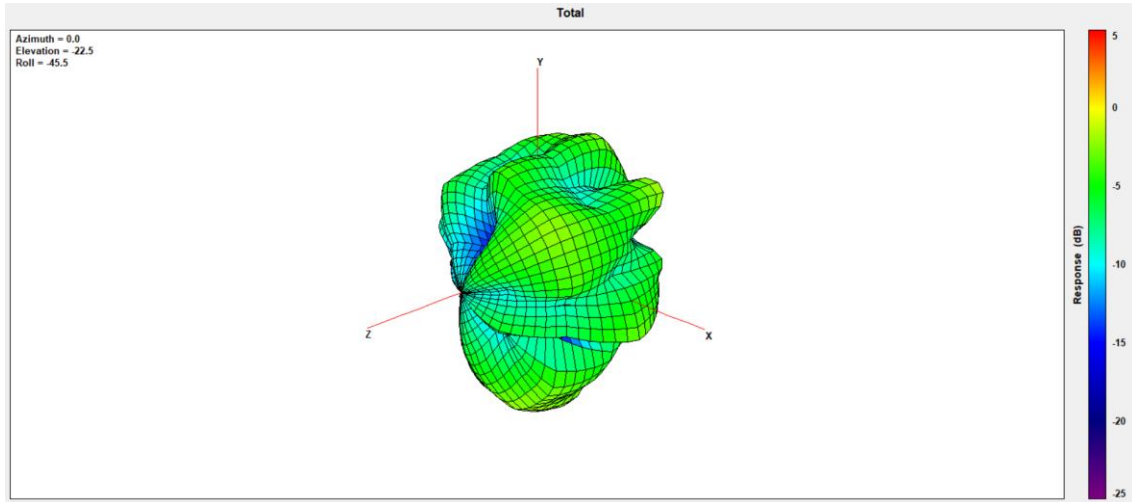 Total
Azimuth = 0.0
Elevation = -22.5
Roll = -45.5
Y
Z
X
5
0
-5
-10
-15
-20
-25
Response (dB)